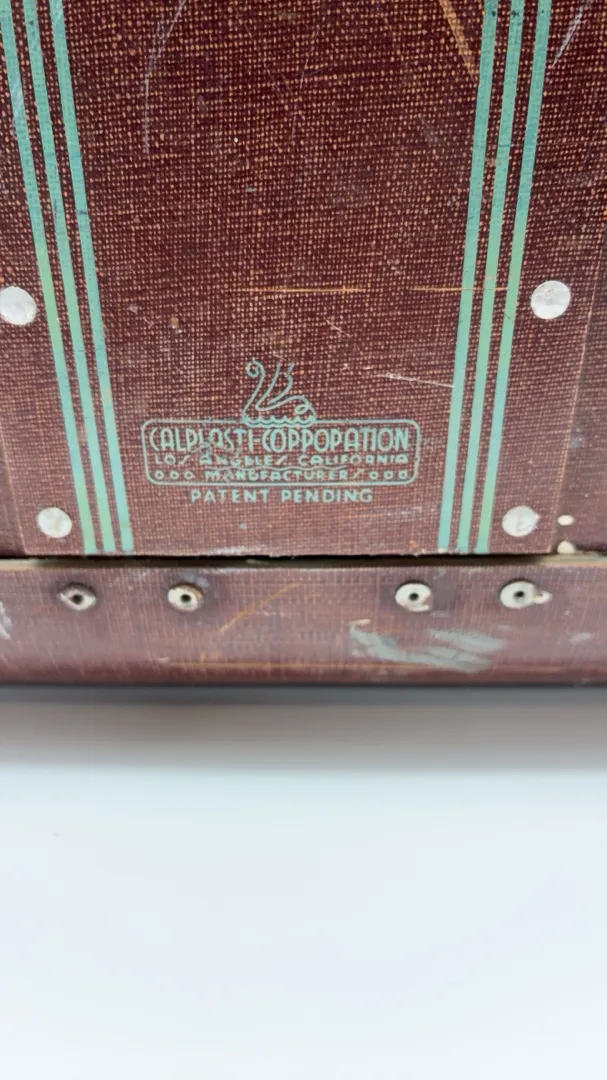 CALPLASTI-CORPORATION
LOS ANGELES CALIFORNIA
MANUFACTURERS
PATENT PENDING